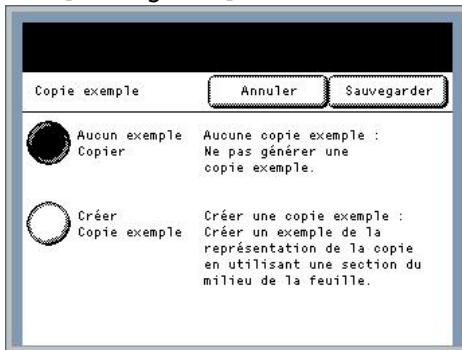 Copie exemple Annuler Sauvegarder
Aucun exemple Aucune copie exemple :
Copier Ne pas générer une
copie exemple.
Créer Créer une copie exemple :
Copie exemple Créer un exemple de la
représentation de la copie
en utilisant une section du
milieu de la feuille.